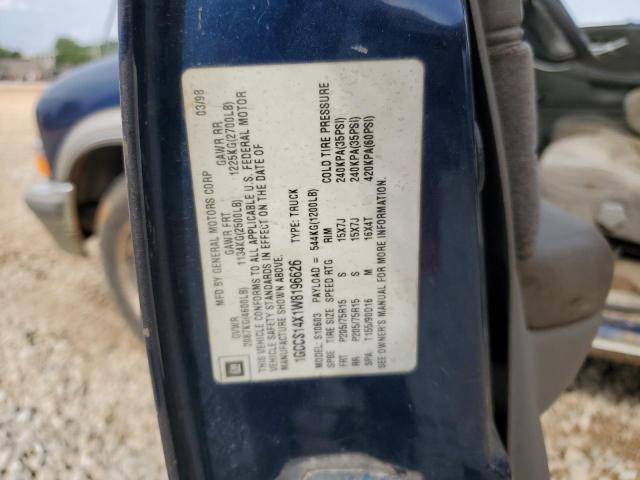 GM
MFD BY GENERAL MOTORS CORP 03/98
GVWR GAWR FRT GAWR RR
2087KG(4600LB) 1134KG(2500LB) 1225KG(2700LB)
THIS VEHICLE CONFORMS TO ALL APPLICABLE U.S. FEDERAL MOTOR
VEHICLE SAFETY STANDARDS IN EFFECT ON THE DATE OF
MANUFACTURE SHOWN ABOVE.
1GCCS14X1W8196626 TYPE: TRUCK
MODEL: S10603 PAYLOAD = 544KG(1200LB)
SPBE TIRE SIZE SPEED RTG RIM COLD TIRE PRESSURE
FRT P205/75R15 S 15X7J 240KPA(35PSI)
RR P205/75R15 S 15X7J 240KPA(35PSI)
SPA T155/90D16 M 16X4T 420KPA(60PSI)
SEE OWNER'S MANUAL FOR MORE INFORMATION.